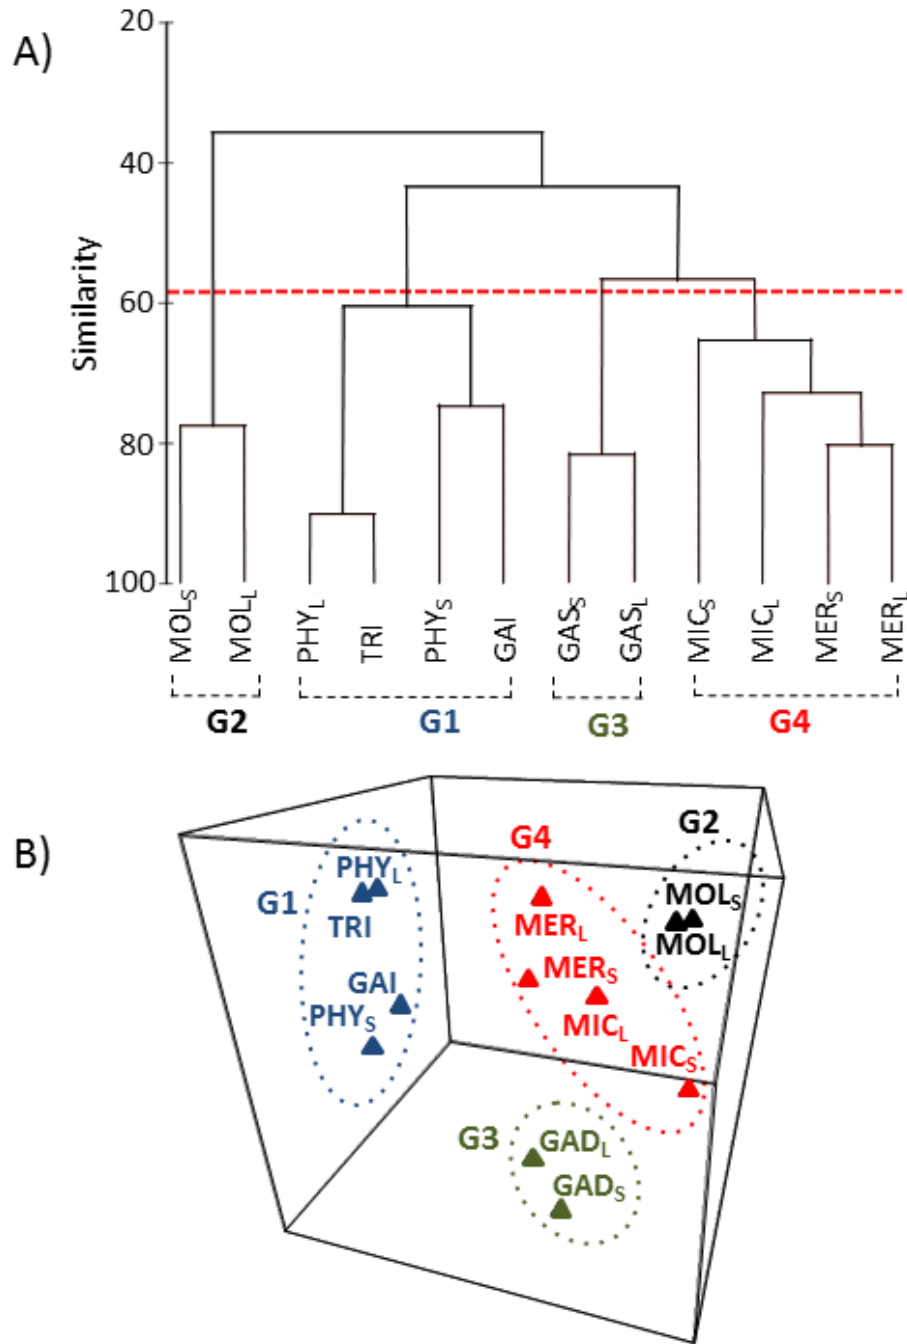 A)
Similarity
20
40
60
80
100
MOLS MOLL PHYL TRI PHYS GAI GASS GASL MICS MICL MERS MERL
G2 G1 G3 G4
B)
G2
G4
PHYL
MOLS
G1
MERL
TRI
MOLL
MERS
GAI
PHYS
MICL
MICS
G3
GADL
GADS